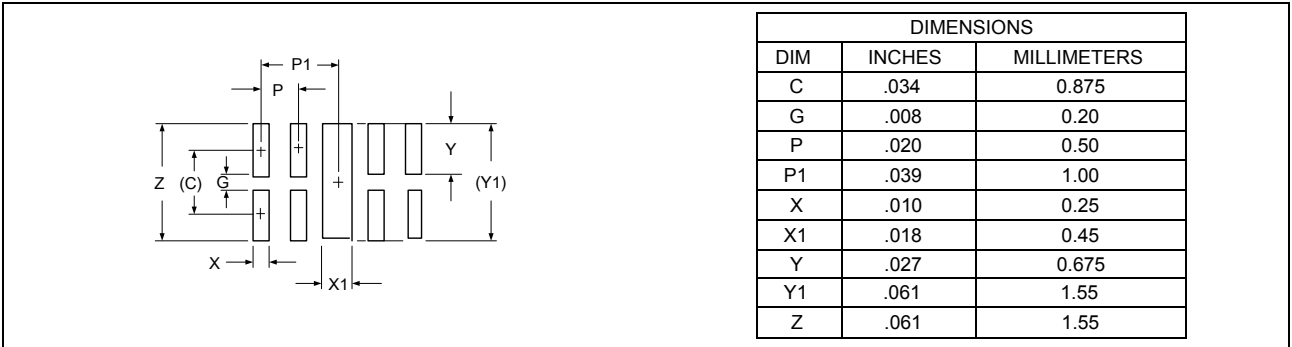 P1
P
Y
Z (C) G (Y1)
X
X1
DIMENSIONS
DIM INCHES MILLIMETERS
C .034 0.875
G .008 0.20
P .020 0.50
P1 .039 1.00
X .010 0.25
X1 .018 0.45
Y .027 0.675
Y1 .061 1.55
Z .061 1.55